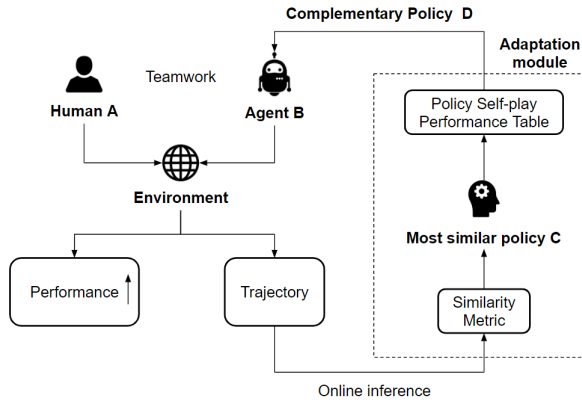 Complementary Policy D
Adaptation
module
Teamwork
Human A
Agent B
Policy Self-play
Performance Table
Environment
Most similar policy C
Performance
Trajectory
Similarity
Metric
Online inference